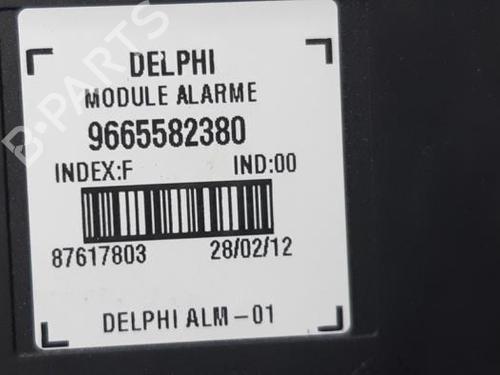 B-PARTS
DELPHI
MODULE ALARME
9665582380
INDEX:F IND:00
87617803 28/02/12
DELPHI ALM-01